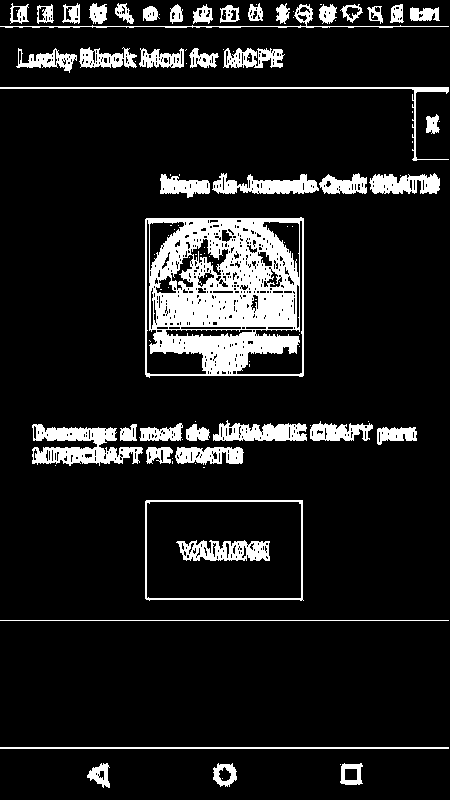 Lucky Block Mod for MCPE
X
Mapa de Jurassic Craft GRATIS
Descarga el mod de JURASSIC CRAFT para
MINECRAFT PE GRATIS
VAMOS!